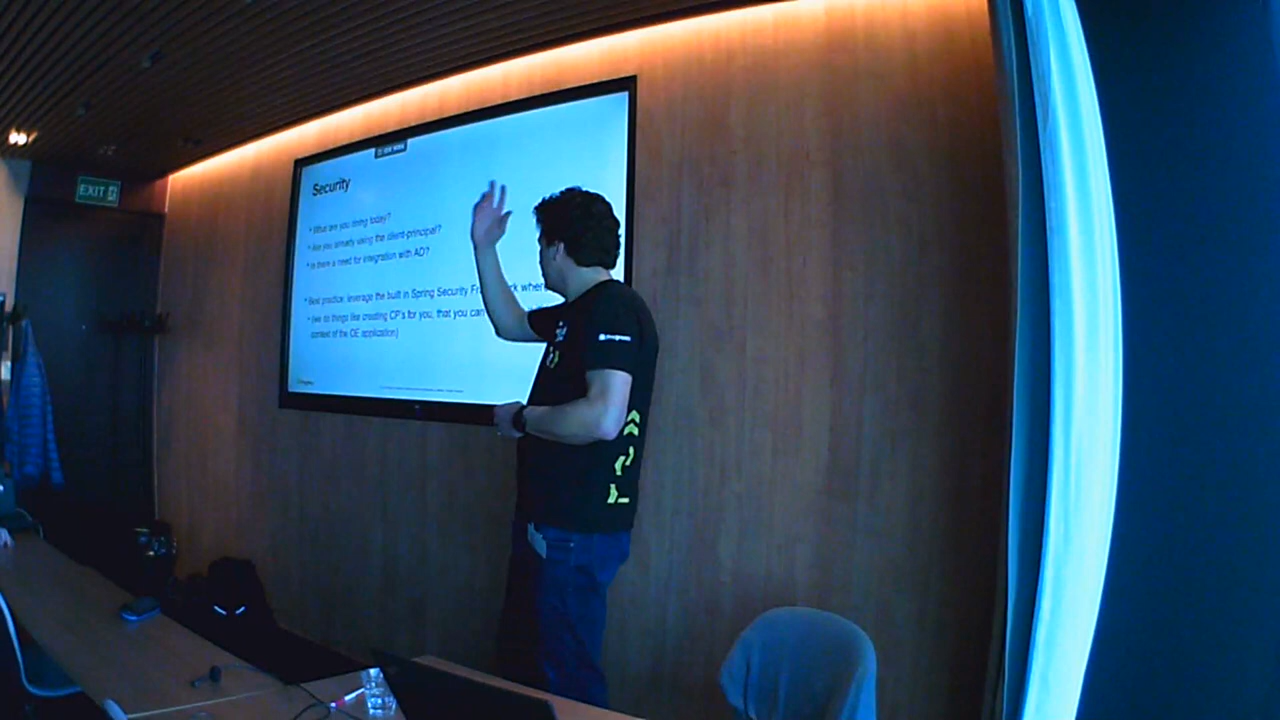 EXIT
Security
• What are you doing today?
• Are you already using the client-principal?
• Is there a need for integration with AD?
• Best practice: leverage the built in Spring Security where
• (we do things like creating CP's for you, that you can
context of the OE application)
Progress